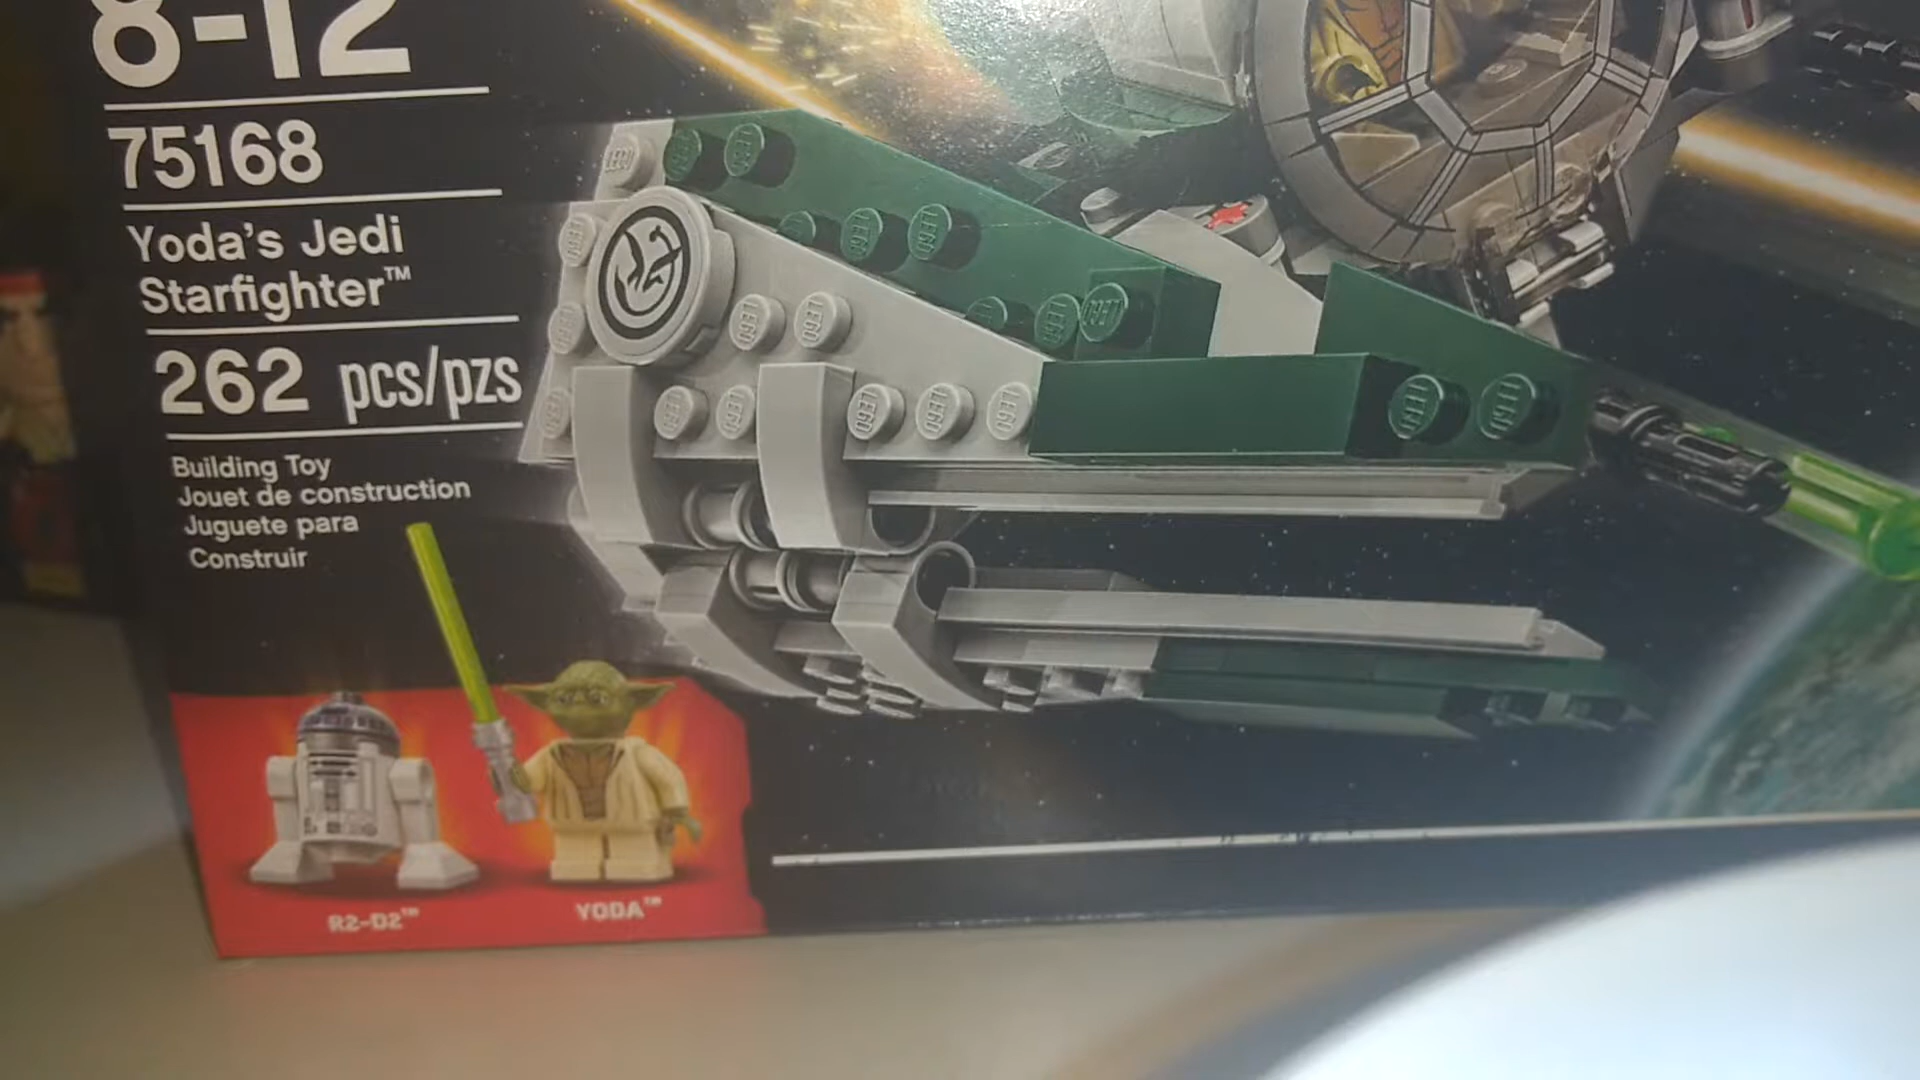 8-12
75168
Yoda's Jedi
Starfighter™
262 pcs/pzs
Building Toy
Jouet de construction
Juguete para
Construir
R2-D2™
YODA™